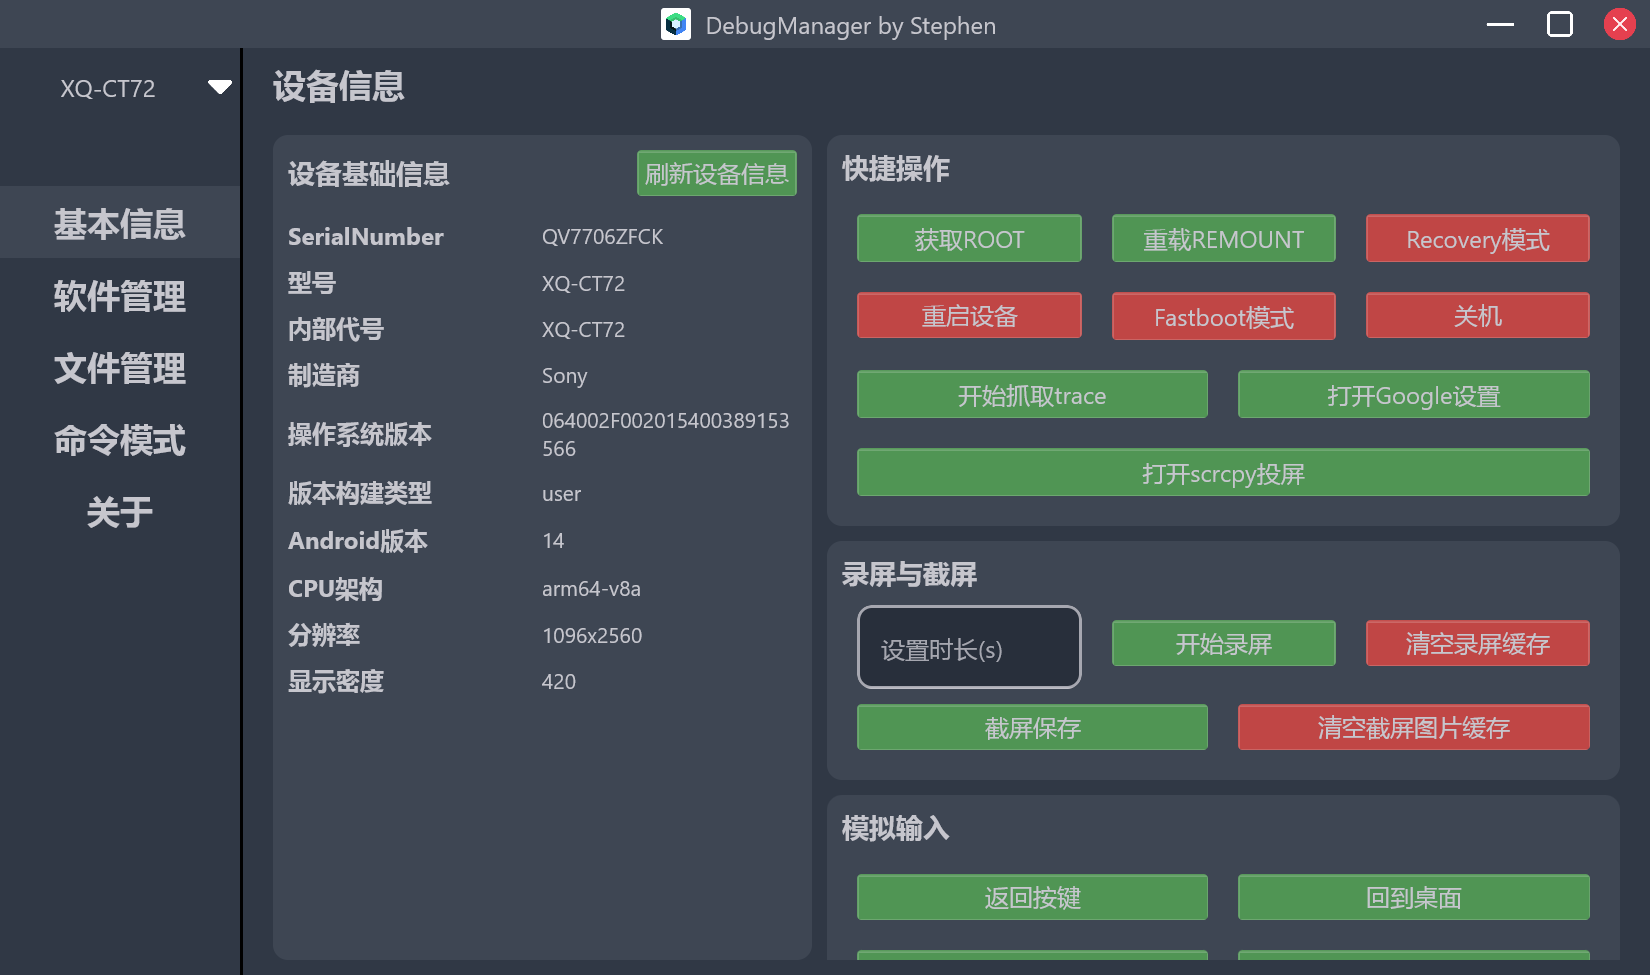 DebugManager by Stephen
XQ-CT72
基本信息
软件管理
文件管理
命令模式
关于
设备信息
设备基础信息
刷新设备信息
SerialNumber
QV7706ZFCK
型号
XQ-CT72
内部代号
XQ-CT72
制造商
Sony
操作系统版本
064002F002015400389153
566
版本构建类型
user
Android版本
14
CPU架构
arm64-v8a
分辨率
1096x2560
显示密度
420
快捷操作
获取ROOT
重载REMOUNT
Recovery模式
重启设备
Fastboot模式
关机
开始抓取trace
打开Google设置
打开scrcpy投屏
录屏与截屏
设置时长(s)
开始录屏
清空录屏缓存
截屏保存
清空截屏图片缓存
模拟输入
返回按键
回到桌面